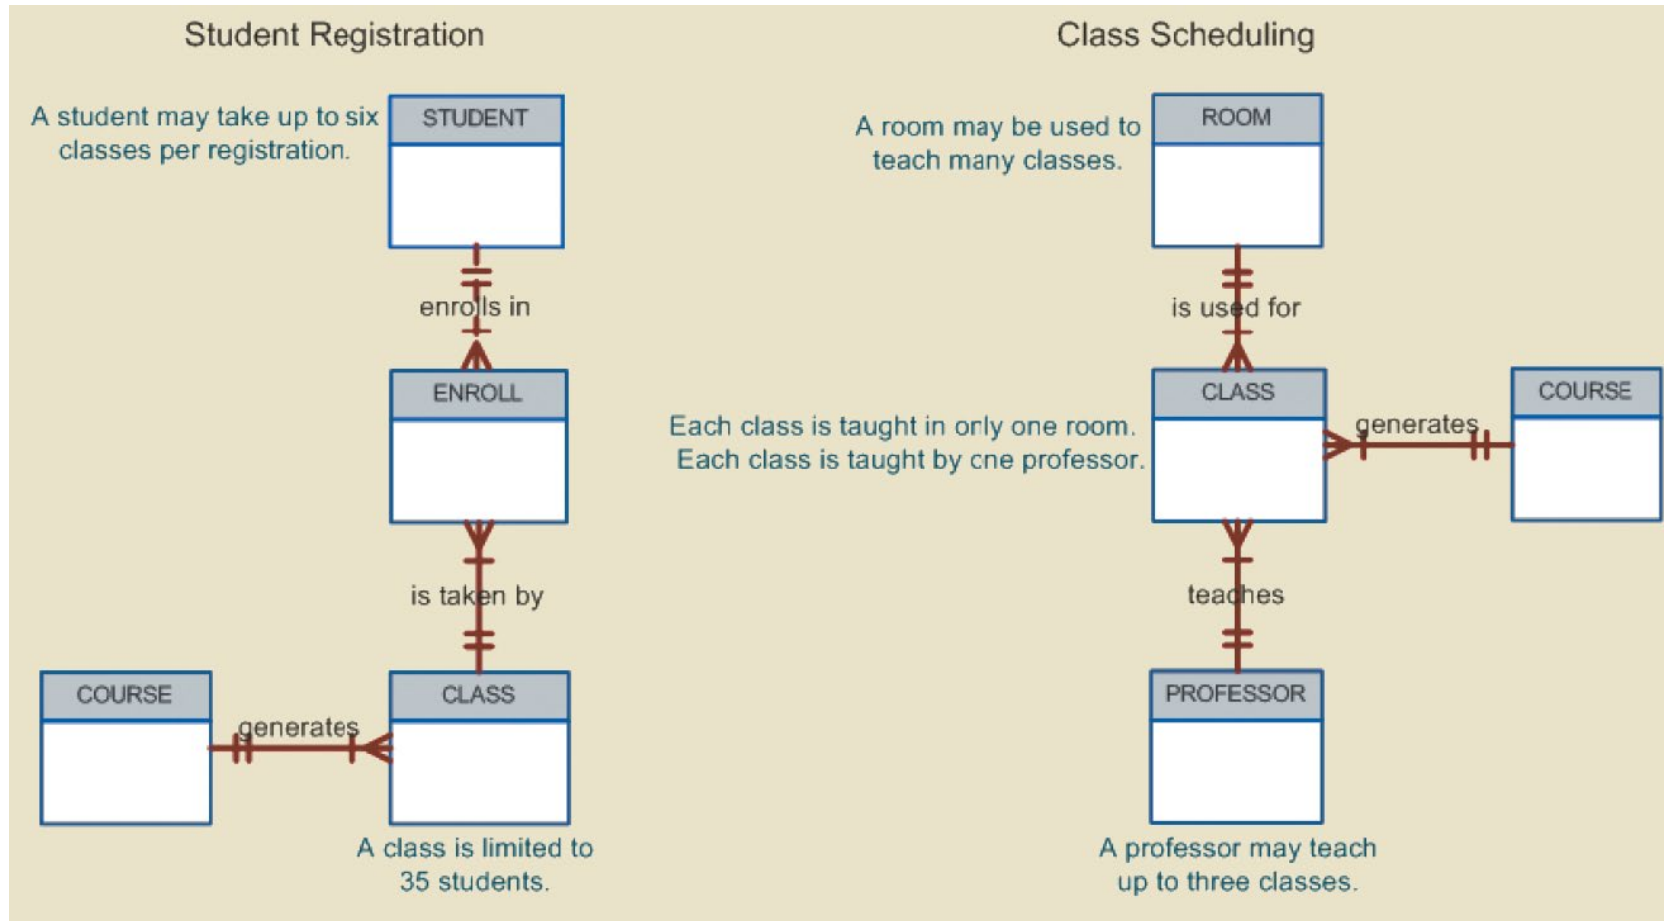 Student Registration
A student may take up to six
classes per registration.
STUDENT
enrolls in
ENROLL
is taken by
COURSE
generates
CLASS
A class is limited to
35 students.
Class Scheduling
A room may be used to
teach many classes.
ROOM
is used for
CLASS
generates
COURSE
Each class is taught in only one room.
Each class is taught by one professor.
teaches
PROFESSOR
A professor may teach
up to three classes.